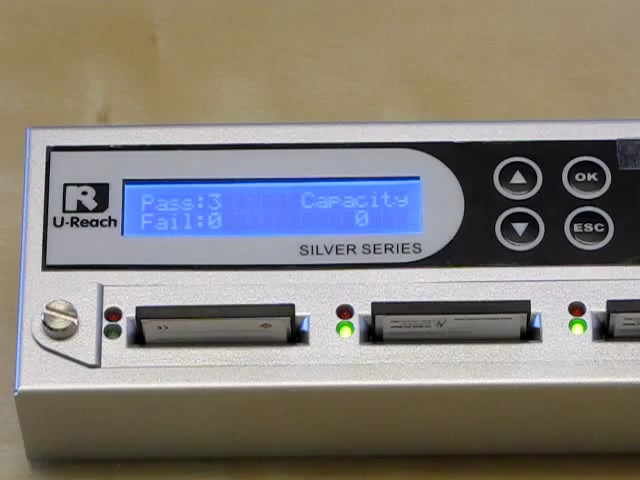 U-Reach
Pass:3 Capacity
Fail:0 0
SILVER SERIES
OK
ESC